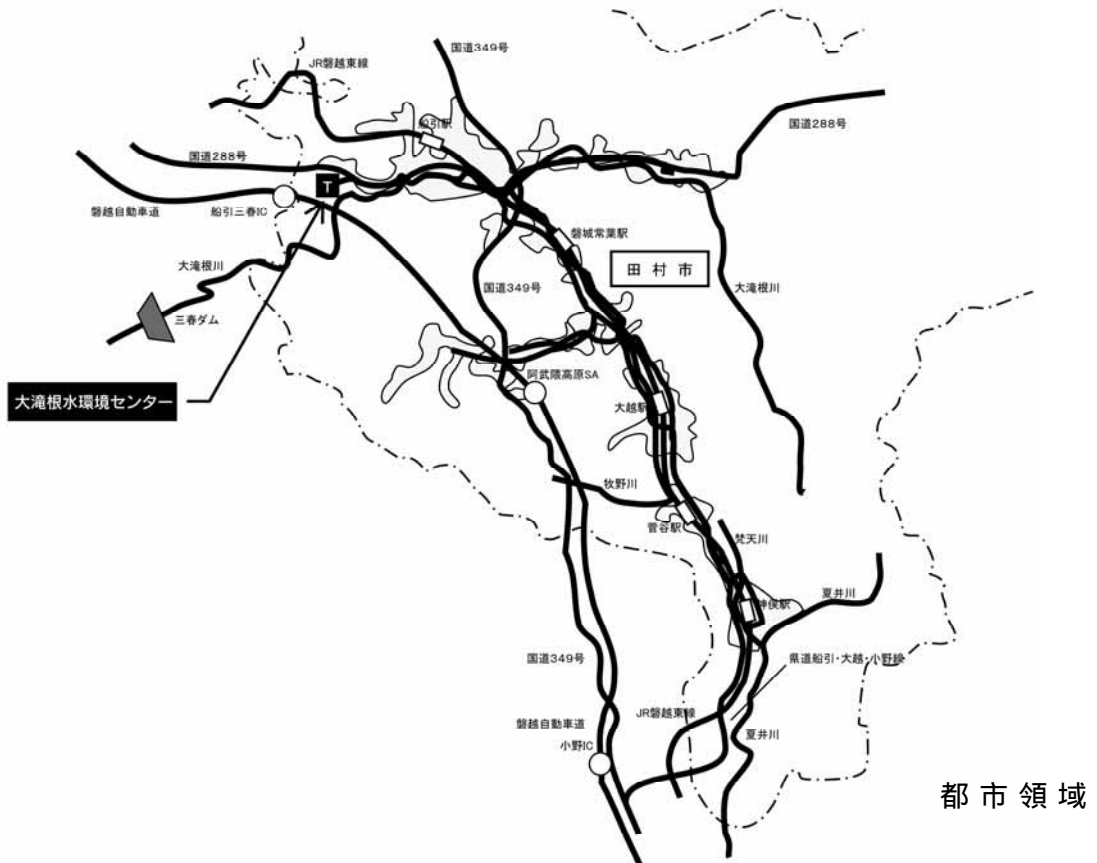 国道349号
JR磐越東線
船引駅
国道288号
国道288号
T
磐越自動車道
船引三春IC
磐城常葉駅
田村市
大滝根川
国道349号
大滝根川
三春ダム
阿武隈高原SA
大滝根水環境センター
大越駅
牧野川
菅谷駅
梵天川
神俣駅
夏井川
国道349号
県道船引・大越・小野線
JR磐越東線
磐越自動車道
夏井川
小野IC
都市領域